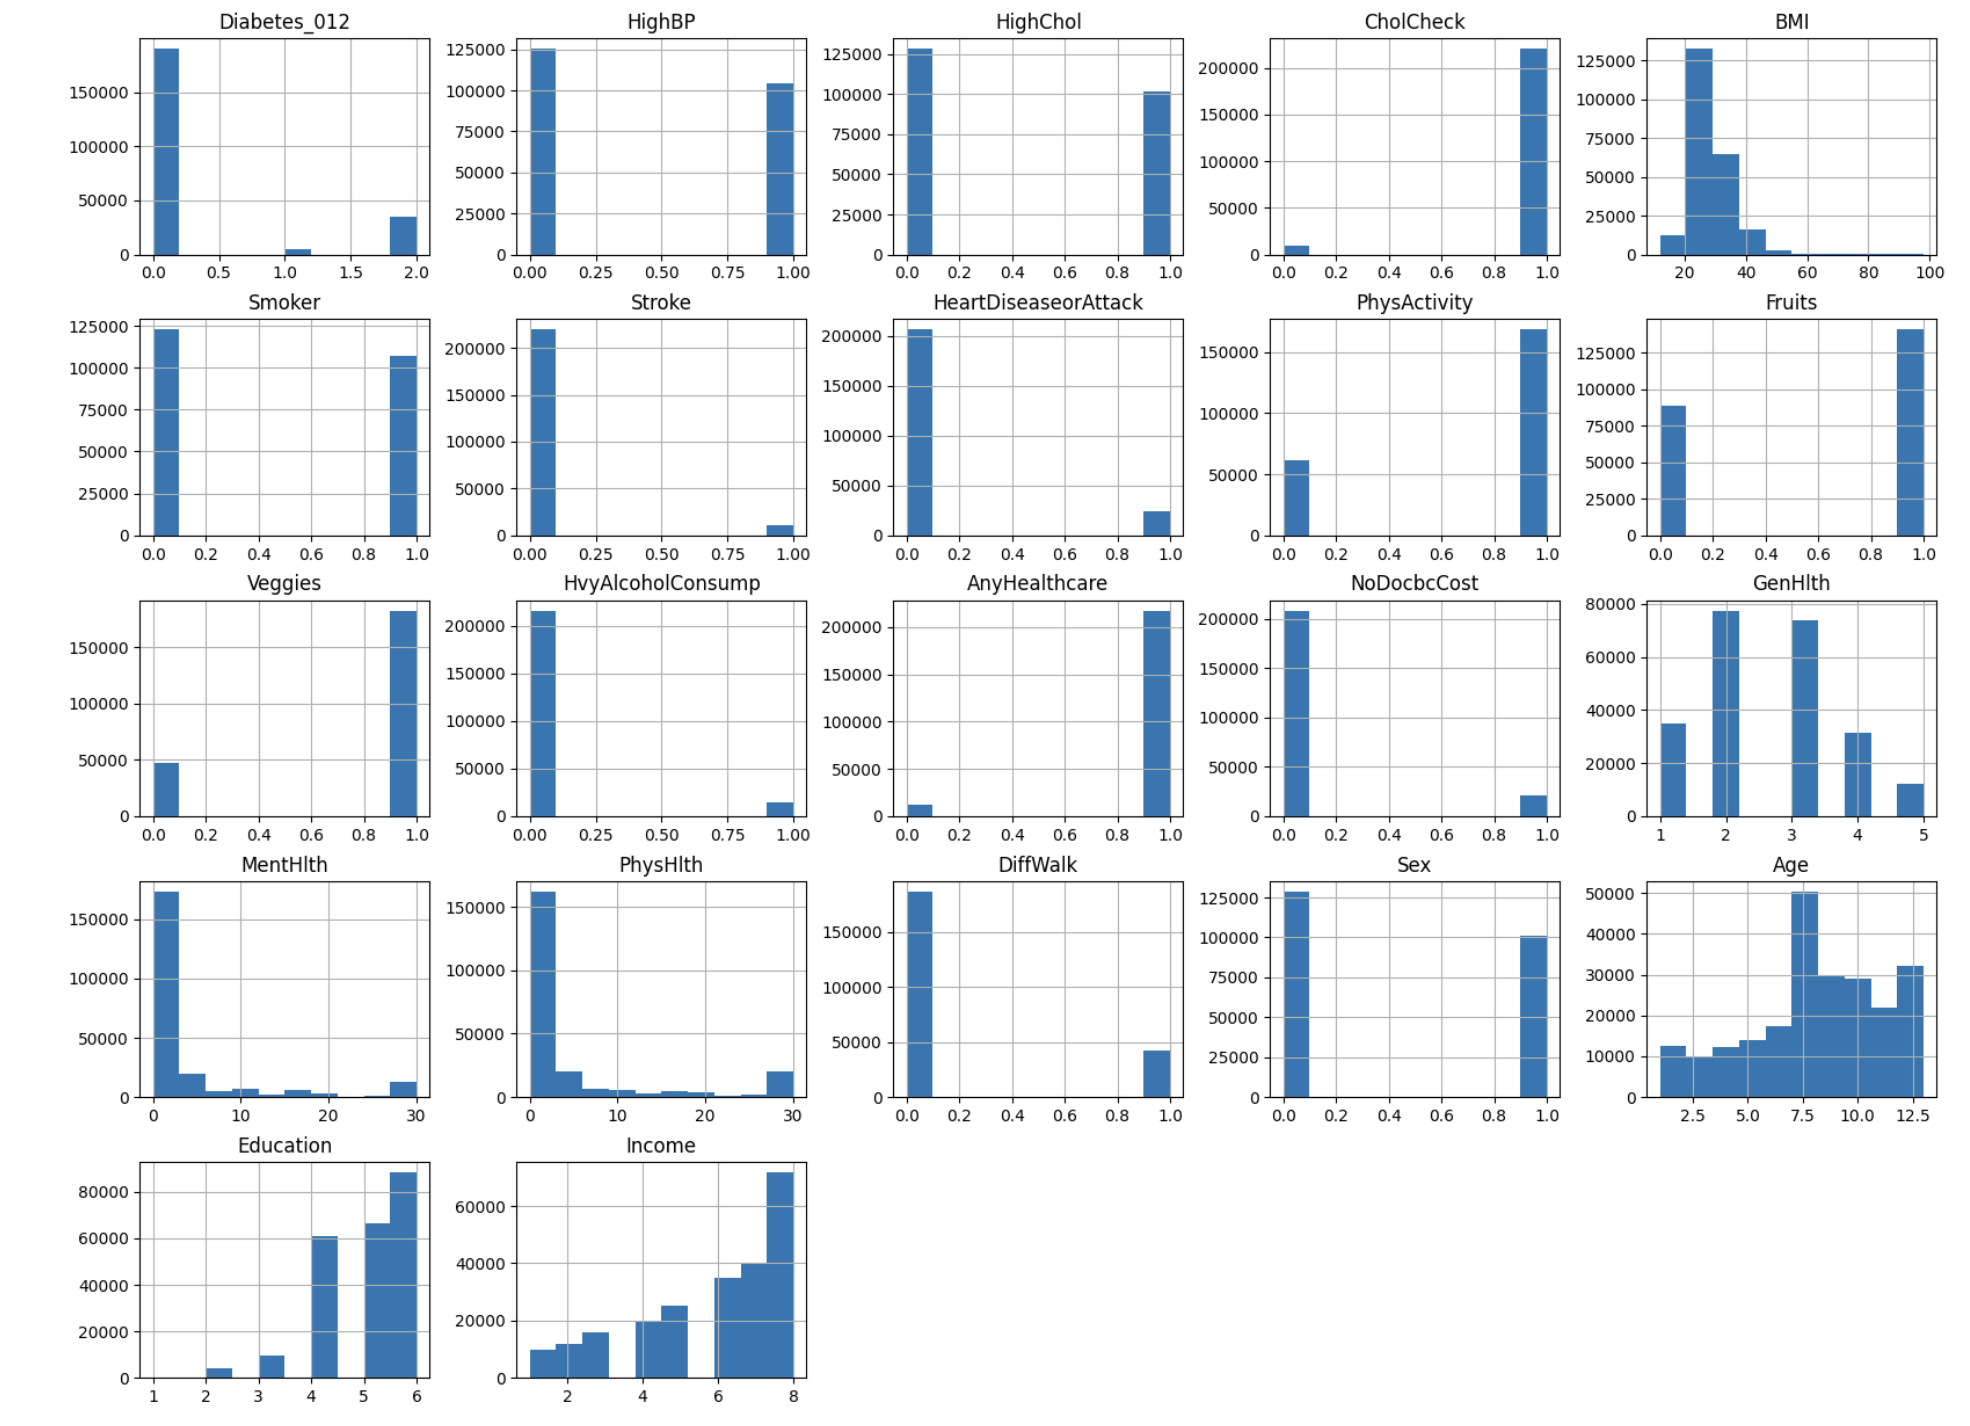 Diabetes_012
150000
100000
50000
0
0.0 0.5 1.0 1.5 2.0
HighBP
125000
100000
75000
50000
25000
0
0.00 0.25 0.50 0.75 1.00
HighChol
125000
100000
75000
50000
25000
0
0.0 0.2 0.4 0.6 0.8 1.0
CholCheck
200000
150000
100000
50000
0
0.0 0.2 0.4 0.6 0.8 1.0
BMI
125000
100000
75000
50000
25000
0
20 40 60 80 100
Smoker
125000
100000
75000
50000
25000
0
0.0 0.2 0.4 0.6 0.8 1.0
Stroke
200000
150000
100000
50000
0
0.00 0.25 0.50 0.75 1.00
HeartDiseaseorAttack
200000
150000
100000
50000
0
0.0 0.2 0.4 0.6 0.8 1.0
PhysActivity
150000
100000
50000
0
0.0 0.2 0.4 0.6 0.8 1.0
Fruits
125000
100000
75000
50000
25000
0
0.0 0.2 0.4 0.6 0.8 1.0
Veggies
150000
100000
50000
0
0.0 0.2 0.4 0.6 0.8 1.0
HvyAlcoholConsump
200000
150000
100000
50000
0
0.00 0.25 0.50 0.75 1.00
AnyHealthcare
200000
150000
100000
50000
0
0.0 0.2 0.4 0.6 0.8 1.0
NoDocbcCost
200000
150000
100000
50000
0
0.0 0.2 0.4 0.6 0.8 1.0
GenHlth
80000
60000
40000
20000
0
1 2 3 4 5
MentHlth
150000
100000
50000
0
0 10 20 30
PhysHlth
150000
100000
50000
0
0 10 20 30
DiffWalk
150000
100000
50000
0
0.0 0.2 0.4 0.6 0.8 1.0
Sex
125000
100000
75000
50000
25000
0
0.0 0.2 0.4 0.6 0.8 1.0
Age
50000
40000
30000
20000
10000
0
2.5 5.0 7.5 10.0 12.5
Education
80000
60000
40000
20000
0
1 2 3 4 5 6
Income
60000
40000
20000
0
2 4 6 8